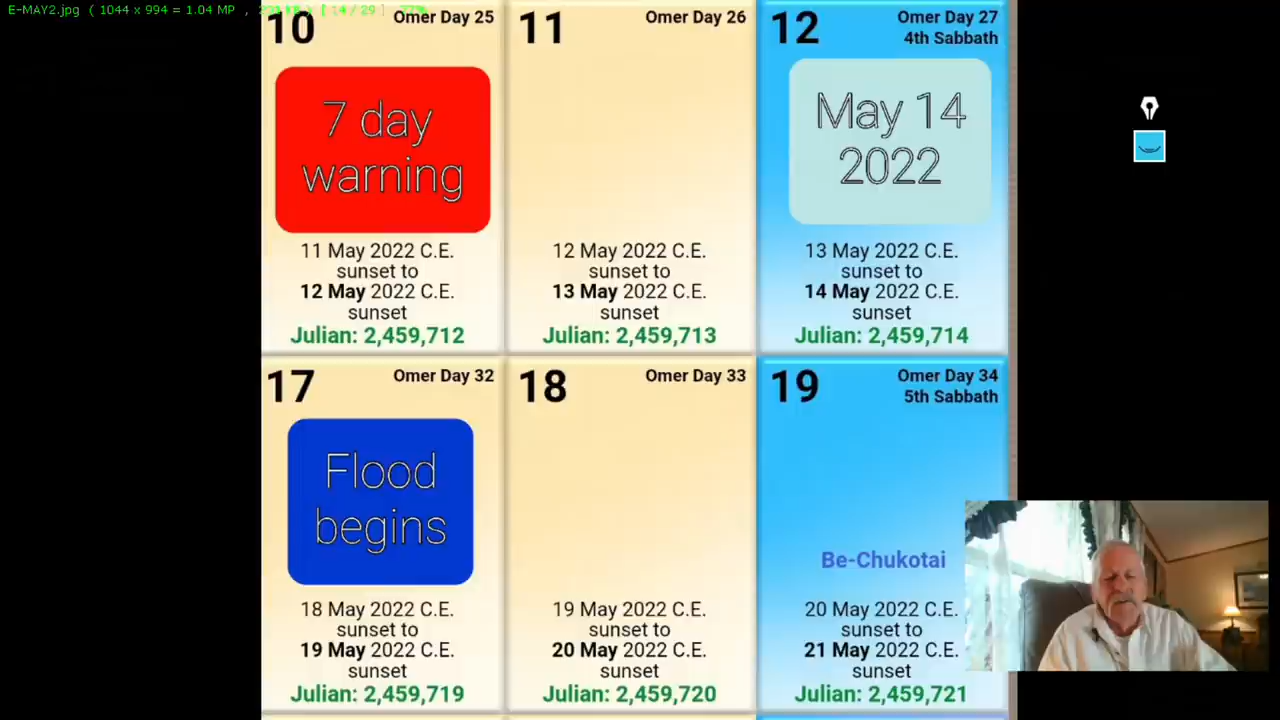 E-MAY2.jpg ( 1044 x 994 = 1.04 MP ,
[ 14 / 29 ]
10
Omer Day 25
7 day
warning
11 May 2022 C.E.
sunset to
12 May 2022 C.E.
sunset
Julian: 2,459,712
11
Omer Day 26
12 May 2022 C.E.
sunset to
13 May 2022 C.E.
sunset
Julian: 2,459,713
12
Omer Day 27
4th Sabbath
May 14
2022
13 May 2022 C.E.
sunset to
14 May 2022 C.E.
sunset
Julian: 2,459,714
17
Omer Day 32
Flood
begins
18 May 2022 C.E.
sunset to
19 May 2022 C.E.
sunset
Julian: 2,459,719
18
Omer Day 33
19 May 2022 C.E.
sunset to
20 May 2022 C.E.
sunset
Julian: 2,459,720
19
Omer Day 34
5th Sabbath
Be-Chukotai
20 May 2022 C.E.
sunset to
21 May 2022 C.E.
sunset
Julian: 2,459,721